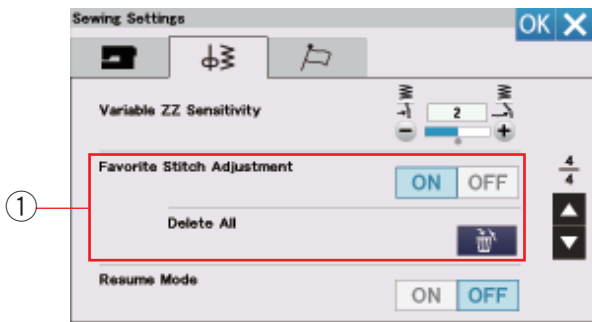 Sewing Settings
OK
Variable ZZ Sensitivity
2
Favorite Stitch Adjustment
ON OFF
4
4
1
Delete All
Resume Mode
ON OFF